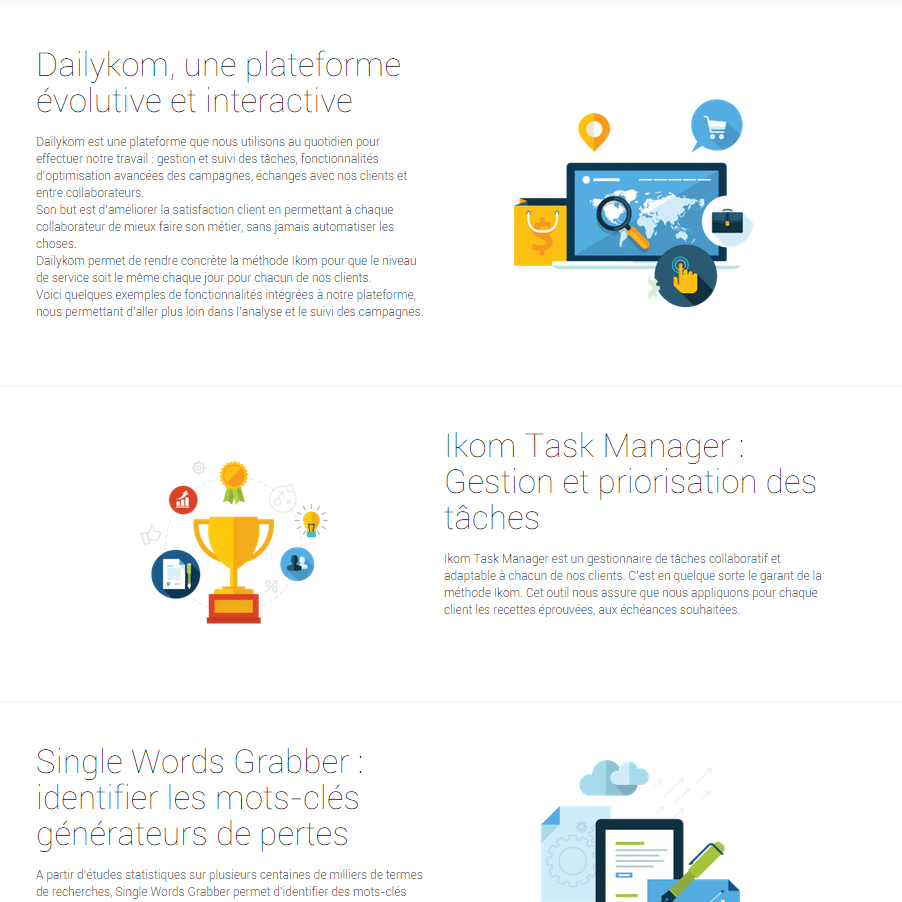 Dailykom, une plateforme
évolutive et interactive
Dailykom est une plateforme que nous utilisons au quotidien pour
effectuer notre travail : gestion et suivi des tâches, fonctionnalités
d'optimisation avancées des campagnes, échanges avec nos clients et
entre collaborateurs.
Son but est d'améliorer la satisfaction client en permettant à chaque
collaborateur de mieux faire son métier, sans jamais automatiser les
choses.
Dailykom permet de rendre concrète la méthode Ikom pour que le niveau
de service soit le même chaque jour pour chacun de nos clients.
Voici quelques exemples de fonctionnalités intégrées à notre plateforme,
nous permettant d'aller plus loin dans l'analyse et le suivi des campagnes.
Ikom Task Manager :
Gestion et priorisation des
tâches
Ikom Task Manager est un gestionnaire de tâches collaboratif et
adaptable à chacun de nos clients. C'est en quelque sorte le garant de la
méthode Ikom. Cet outil nous assure que nous appliquons pour chaque
client les recettes éprouvées, aux échéances souhaitées.
Single Words Grabber :
identifier les mots-clés
générateurs de pertes
A partir d'études statistiques sur plusieurs centaines de milliers de termes
de recherches, Single Words Grabber permet d'identifier des mots-clés